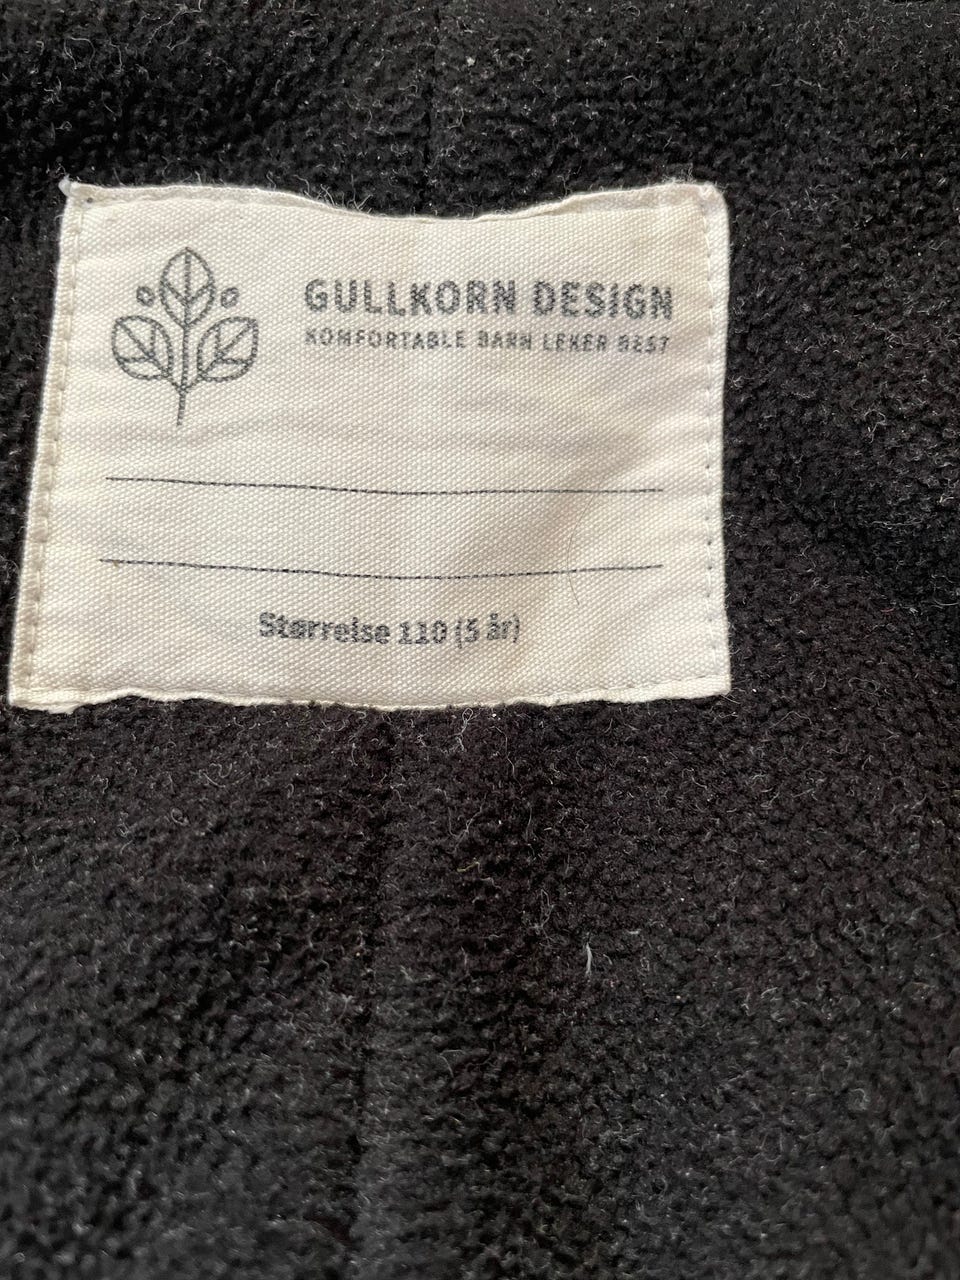 GULLKORN DESIGN
KOMFORTABLE BARN LEKER BEST
Størrelse 110 (5 år)